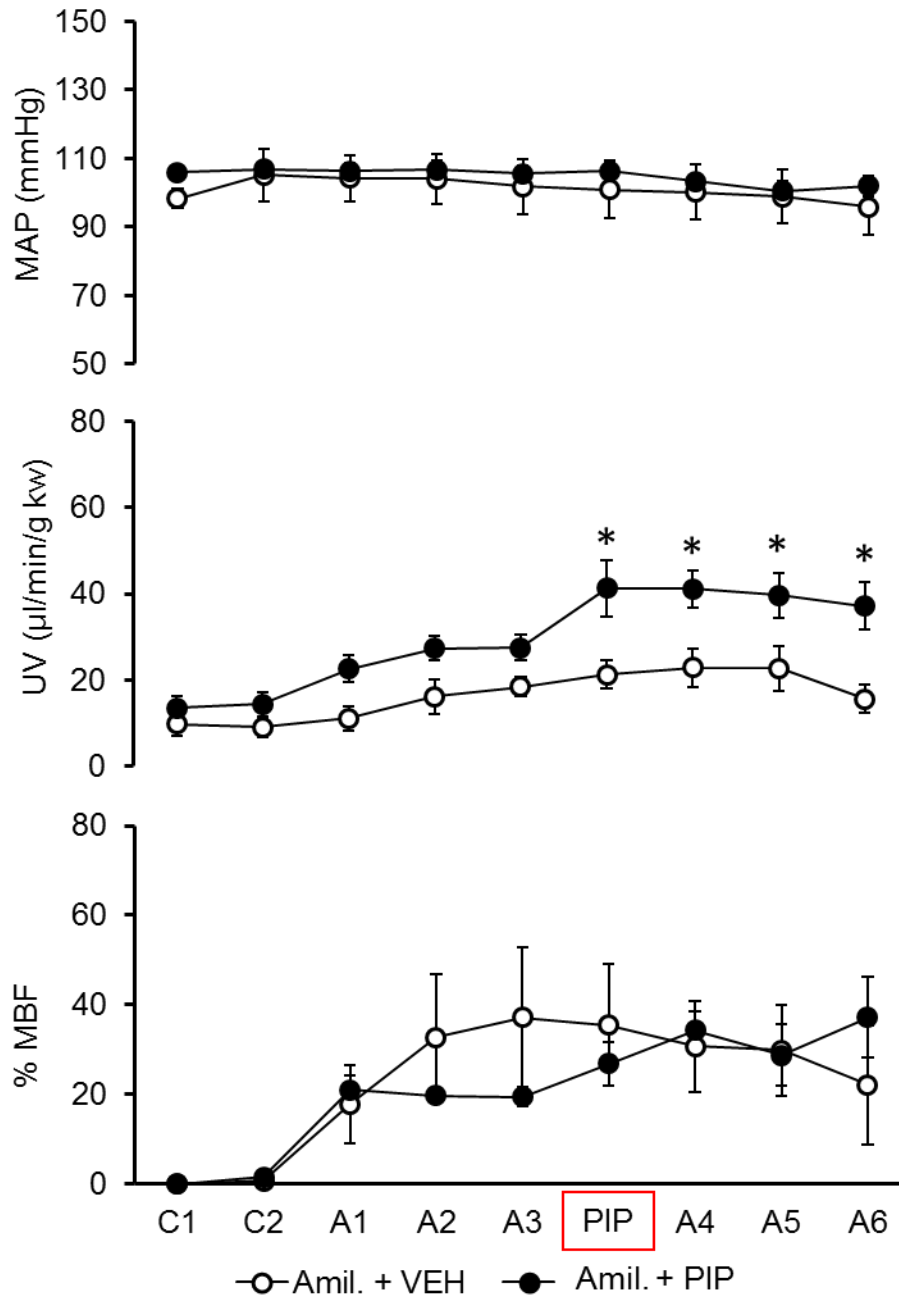 150
130
110
90
70
50
MAP (mmHg)
80
60
40
20
0
UV (µl/min/g kw)
* * * *
80
60
40
20
0
% MBF
C1 C2 A1 A2 A3 PIP A4 A5 A6
Amil. + VEH Amil. + PIP